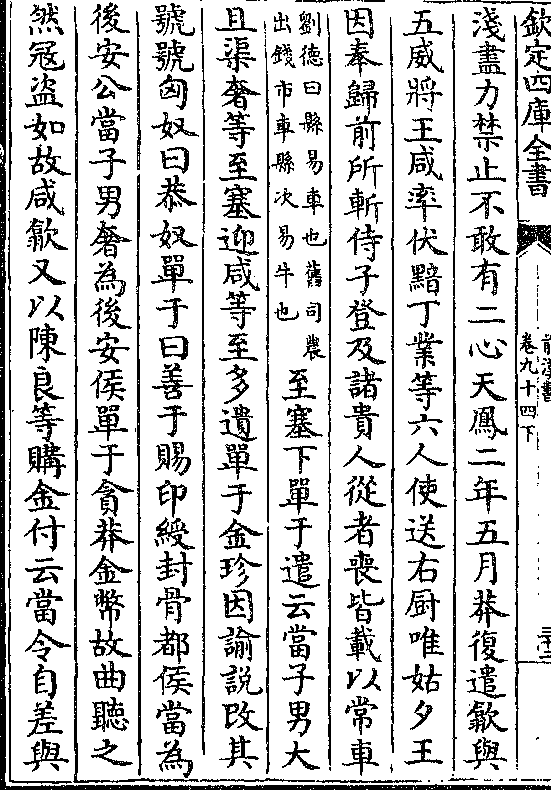 欽定四庫全書
前漢書
卷九十四下
淺盡力禁止不敢有二心天鳳二年五月莽復遣歙與
五威將王咸率伏黯丁業等六人使送右厨唯姑夕王
因奉歸前所斬侍子登及諸貴人從者喪皆載以常車
劉德曰縣易車也舊司農
出錢市車縣次易牛也
至塞下單于遣云當子男大
且渠奢等至塞迎咸等至多遺單于金珍因諭說改其
號號匈奴曰恭奴單于曰善于賜印綬封骨都侯當為
後安公當子男奢為後安侯單于貪莽金幣故曲聽之
然冦盗如故咸歙又以陳良等購金付云當令自差與